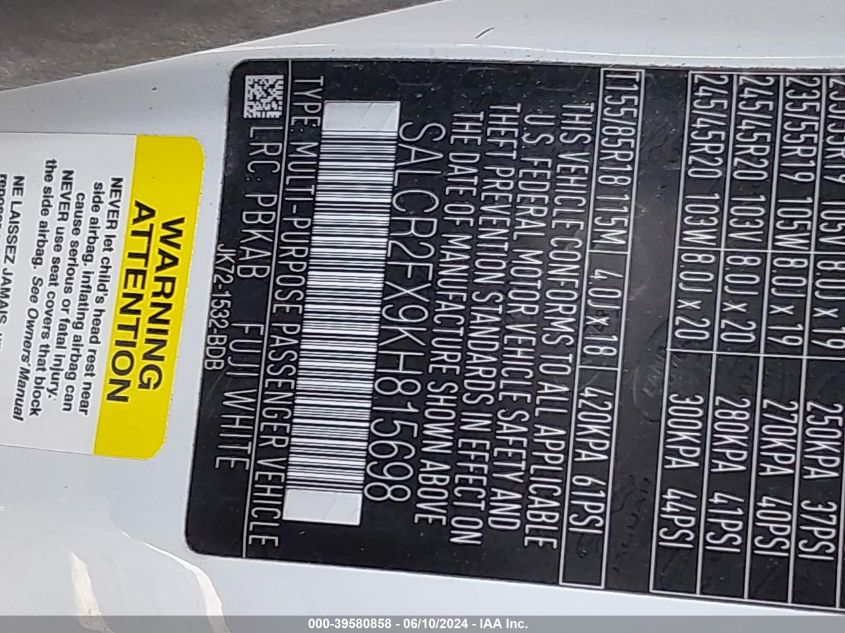 235/55R19 105V 8.0J x 19 250KPA 37PSI
235/55R19 105W 8.0J x 19 270KPA 40PSI
245/45R20 103V 8.0J x 20 280KPA 41PSI
245/45R20 103W 8.0J x 20 300KPA 44PSI
T155/85R18 115M 4.0J x 18 420KPA 61PSI
THIS VEHICLE CONFORMS TO ALL APPLICABLE
U.S. FEDERAL MOTOR VEHICLE SAFETY AND
THEFT PREVENTION STANDARDS IN EFFECT ON
THE DATE OF MANUFACTURE SHOWN ABOVE
SALCR2FX9KH815698
TYPE: MULTI-PURPOSE PASSENGER VEHICLE
LRC: PBKAB FUJI WHITE
JK72-1532-BDB
WARNING
ATTENTION
NEVER let child's head rest near
side airbag. inflating airbag can
cause serious or fatal injury.
NEVER use seat covers that block
the side airbag. See Owners' Manual
NE LAISSEZ JAMAIS
000-39580858 - 06/10/2024 - IAA Inc.